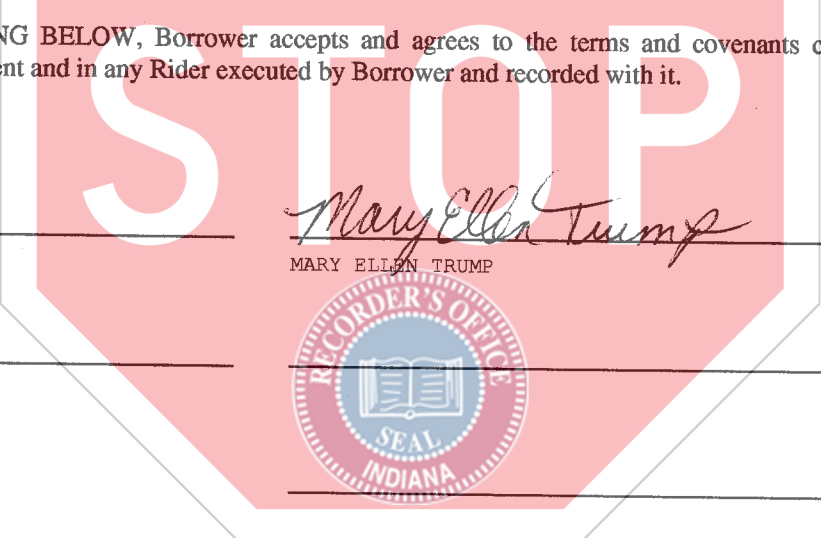 NG BELOW, Borrower accepts and agrees to the terms and covenants c
nt and in any Rider executed by Borrower and recorded with it.
STOP
Mary Ellen Trump
MARY ELLEN TRUMP
RECORDER'S OFFICE
SEAL
INDIANA